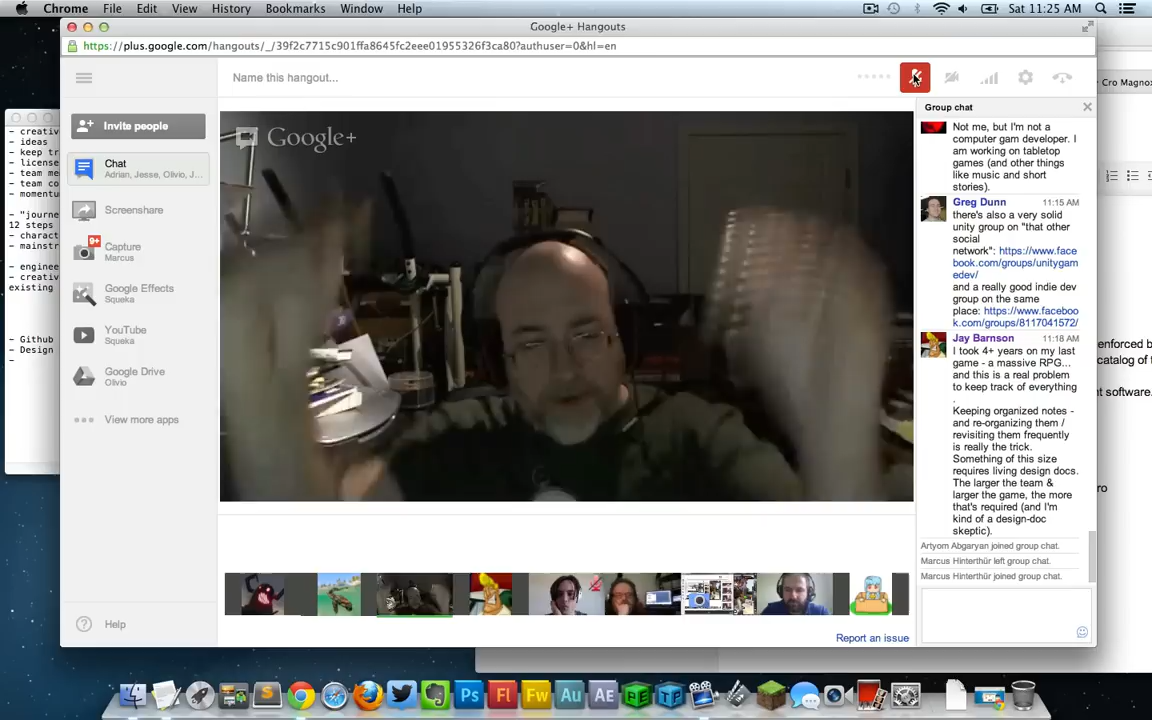 Chrome File Edit View History Bookmarks Window Help Sat 11:25 AM
Google+ Hangouts
https://plus.google.com/hangouts/_/39f2c7715c901ffa8645fc2eee01955326f3ca80?authuser=0&hl=en
Name this hangout...
Invite people
Chat
Adrian, Jesse, Olivio, J...
Screenshare
9+
Capture
Marcus
Google Effects
Squeka
YouTube
Squeka
Google Drive
Olivio
View more apps
Help
Google+
Group chat
Not me, but I'm not a
computer gam developer. I
am working on tabletop
games (and other things
like music and short
stories).
Greg Dunn 11:15 AM
there's also a very solid
unity group on "that other
social
network": https://www.face
book.com/groups/unitygam
edev/
and a really good indie dev
group on the same
place: https://www.faceboo
k.com/groups/8117041572/
Jay Barnson 11:18 AM
I took 4+ years on my last
game - a massive RPG...
and this is a real problem
to keep track of everything
.
Keeping organized notes -
and re-organizing them /
revisiting them frequently
is really the trick.
Something of this size
requires living design docs.
The larger the team &
larger the game, the more
that's required (and I'm
kind of a design-doc
skeptic).
Artyom Abgaryan joined group chat.
Marcus Hinterthür left group chat.
Marcus Hinterthür joined group chat.
Report an issue
- creativ
- ideas
- keep tr
- license
- team me
- team co
- momentu
- "journe
12 steps
- charact
- mainstr
- enginee
- creativ
existing
- Github
- Design
-
Cro Magno
enforced b
catalog of t
nt software.
ro
S Ps Fl Fw Au Ae